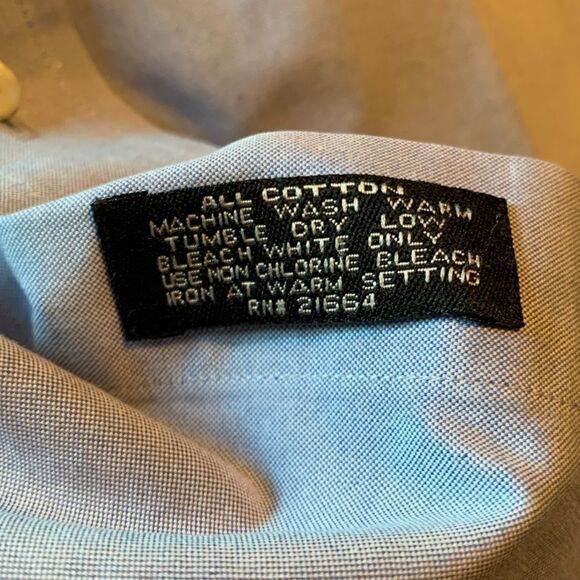 ALL COTTON
MACHINE WASH WARM
TUMBLE DRY LOW
BLEACH WHITE ONLY
USE NON CHLORINE BLEACH
IRON AT WARM SETTING
RN# 21664